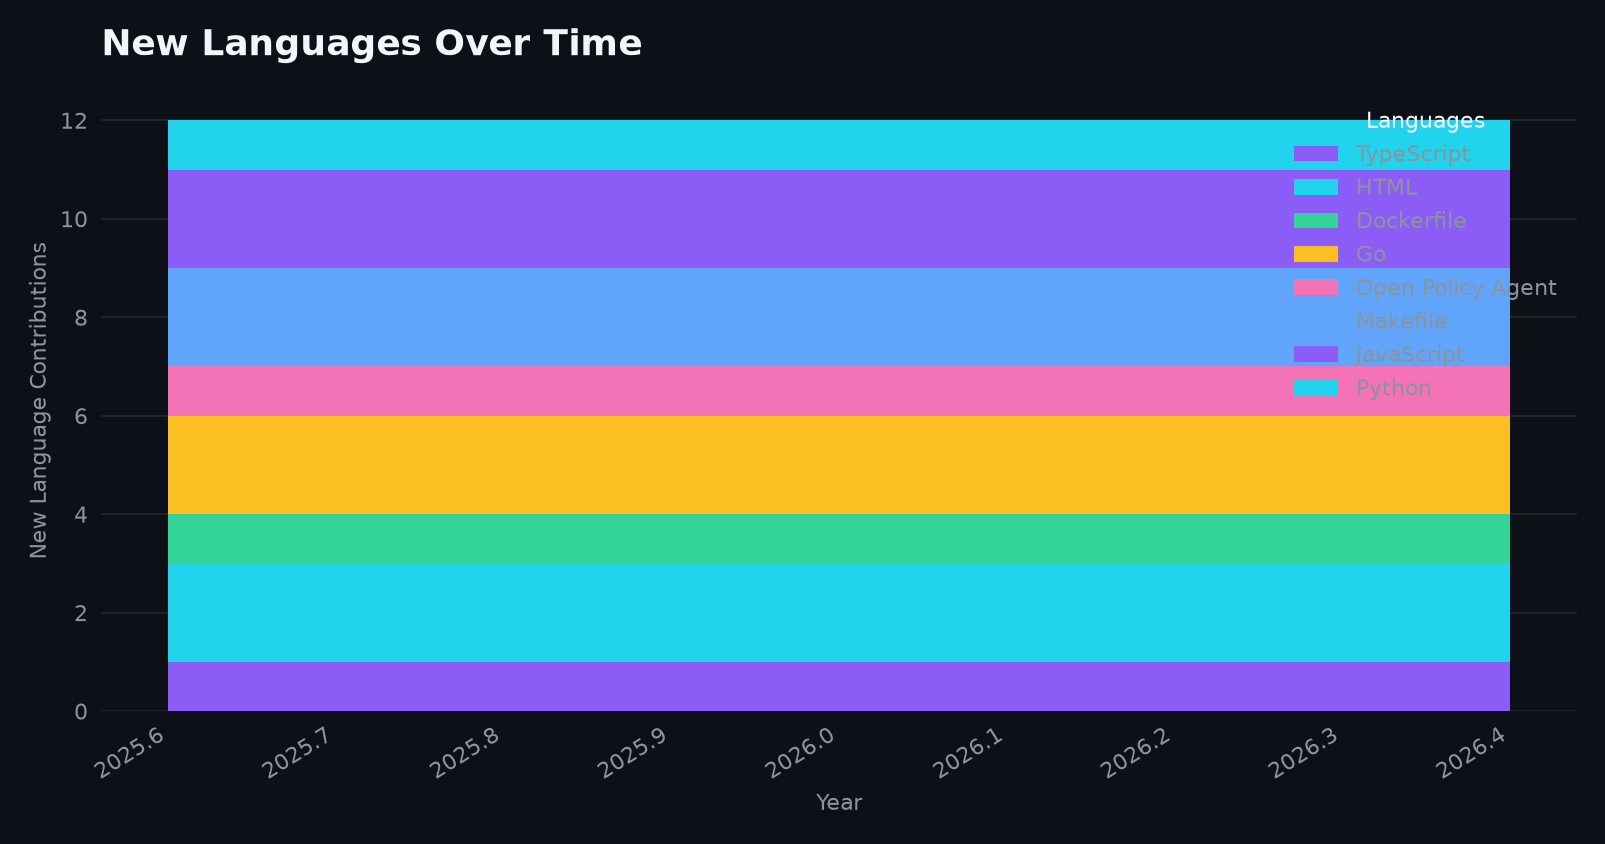 New Languages Over Time
12
10
8
6
4
2
0
New Language Contributions
Languages
TypeScript
HTML
Dockerfile
Go
Open Policy Agent
Makefile
JavaScript
Python
2025.6
2025.7
2025.8
2025.9
2026.0
2026.1
2026.2
2026.3
2026.4
Year